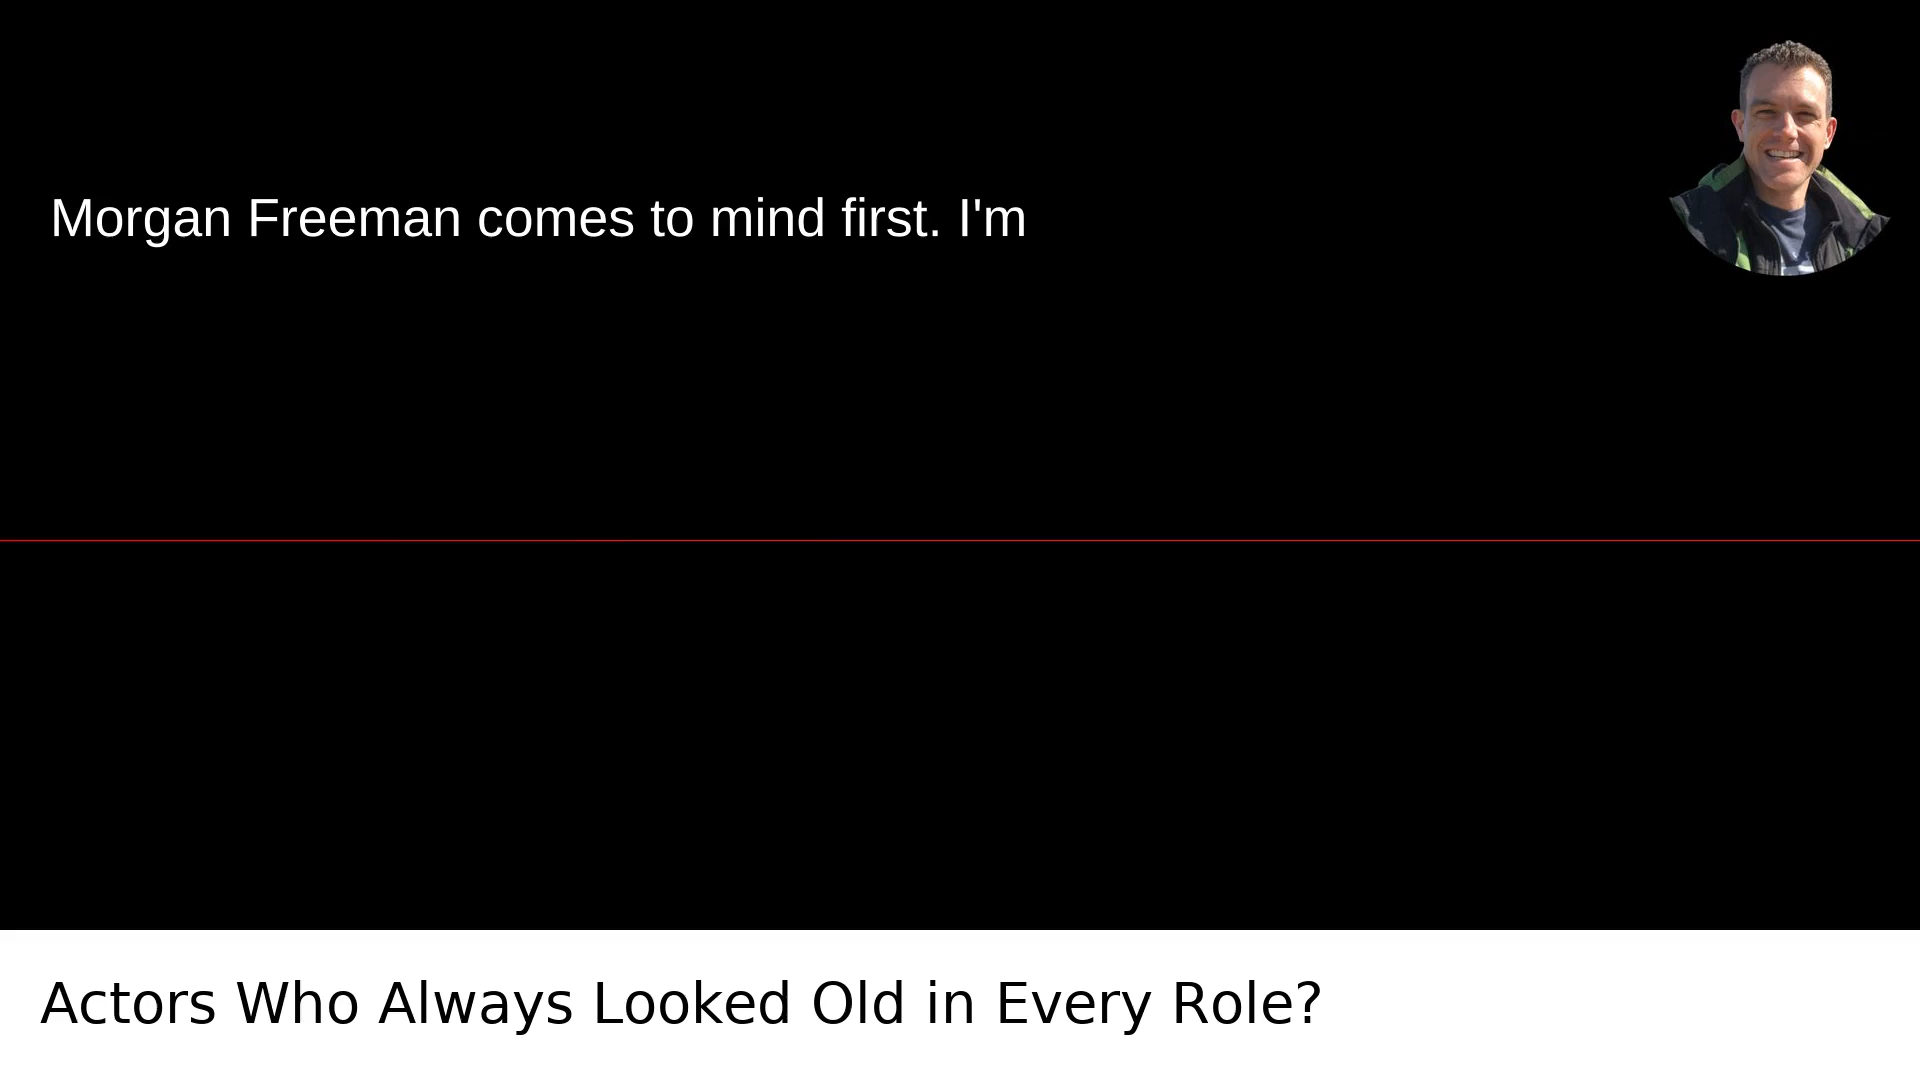 Morgan Freeman comes to mind first. I'm
Actors Who Always Looked Old in Every Role?